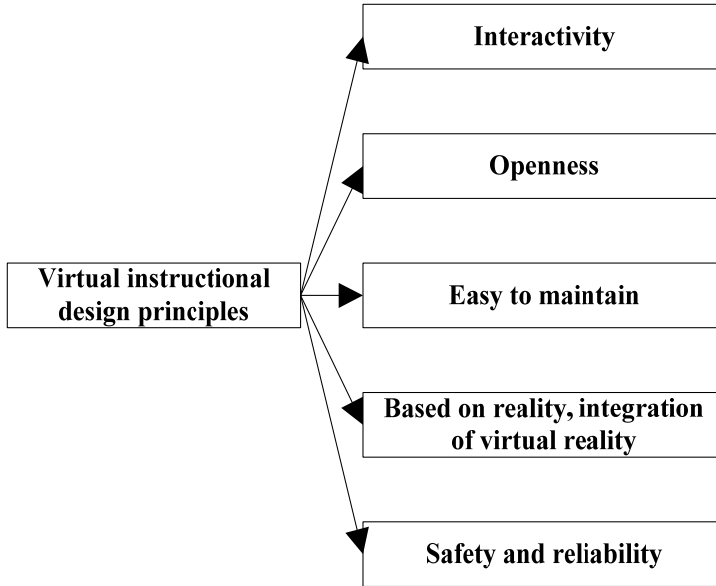 Interactivity
Openness
Virtual instructional
design principles
Easy to maintain
Based on reality, integration
of virtual reality
Safety and reliability